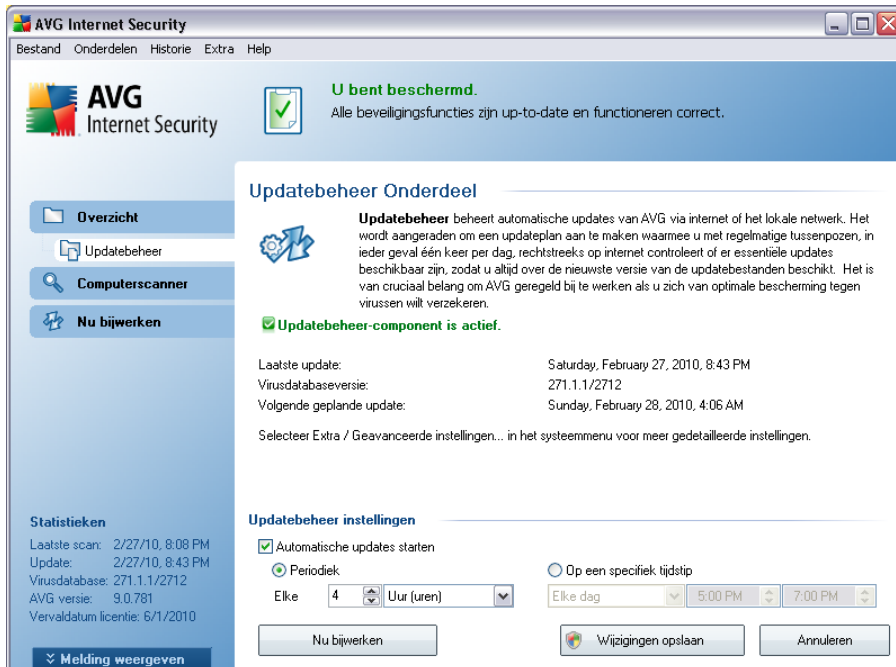 AVG Internet Security
Bestand Onderdelen Historie Extra Help
AVG
Internet Security
U bent beschermd.
Alle beveiligingsfuncties zijn up-to-date en functioneren correct.
Overzicht
Updatebeheer
Computerscanner
Nu bijwerken
Updatebeheer Onderdeel
Updatebeheer beheert automatische updates van AVG via internet of het lokale netwerk. Het
wordt aangeraden om een updateplan aan te maken waarmee u met regelmatige tussenpozen, in
ieder geval één keer per dag, rechtstreeks op internet controleert of er essentiële updates
beschikbaar zijn, zodat u altijd over de nieuwste versie van de updatebestanden beschikt. Het is
van cruciaal belang om AVG geregeld bij te werken als u zich van optimale bescherming tegen
virussen wilt verzekeren.
Updatebeheer-component is actief.
Laatste update: Saturday, February 27, 2010, 8:43 PM
Virusdatabaseversie: 271.1.1/2712
Volgende geplande update: Sunday, February 28, 2010, 4:06 AM
Selecteer Extra / Geavanceerde instellingen... in het systeemmenu voor meer gedetailleerde instellingen.
Statistieken
Laatste scan: 2/27/10, 8:08 PM
Update: 2/27/10, 8:43 PM
Virusdatabase: 271.1.1/2712
AVG versie: 9.0.781
Vervaldatum licentie: 6/1/2010
Melding weergeven
Updatebeheer instellingen
Automatische updates starten
Periodiek Op een specifiek tijdstip
Elke 4 Uur (uren) Elke dag 5:00 PM 7:00 PM
Nu bijwerken Wijzigingen opslaan Annuleren